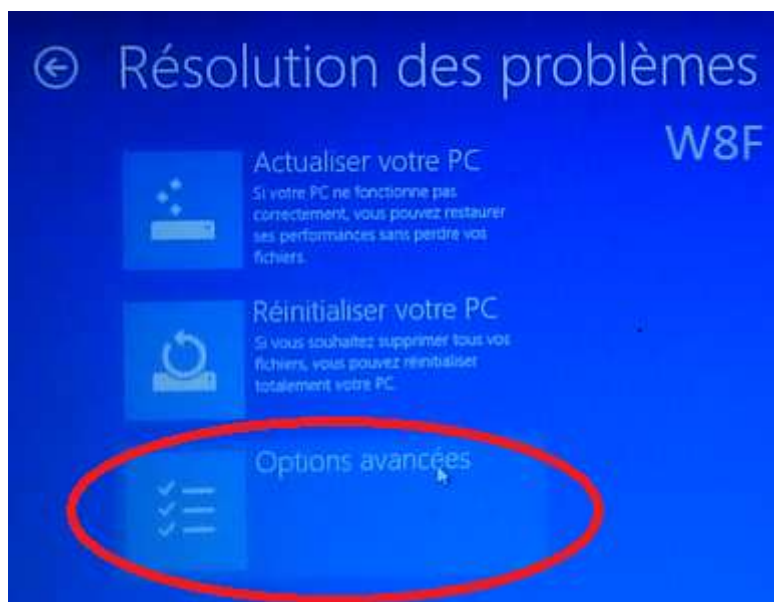 Résolution des problèmes
W8F
Actualiser votre PC
Si votre PC ne fonctionne pas
correctement, vous pouvez restaurer
ses performances sans perdre vos
fichiers.
Réinitialiser votre PC
Si vous souhaitez supprimer tous vos
fichiers, vous pouvez réinitialiser
totalement votre PC.
Options avancées